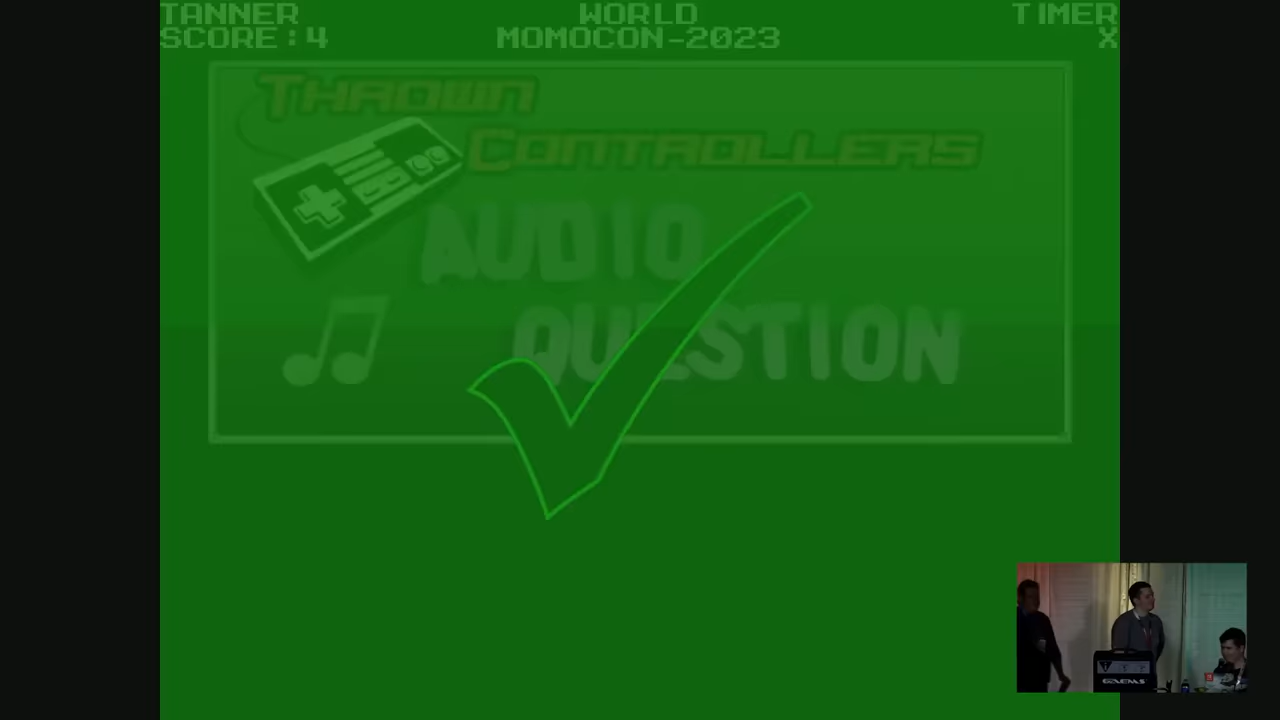 TANNER
WORLD
TIMER
SCORE:4
MOMOCON-2023
X
THROWN
CONTROLLERS
AUDIO
QUESTION